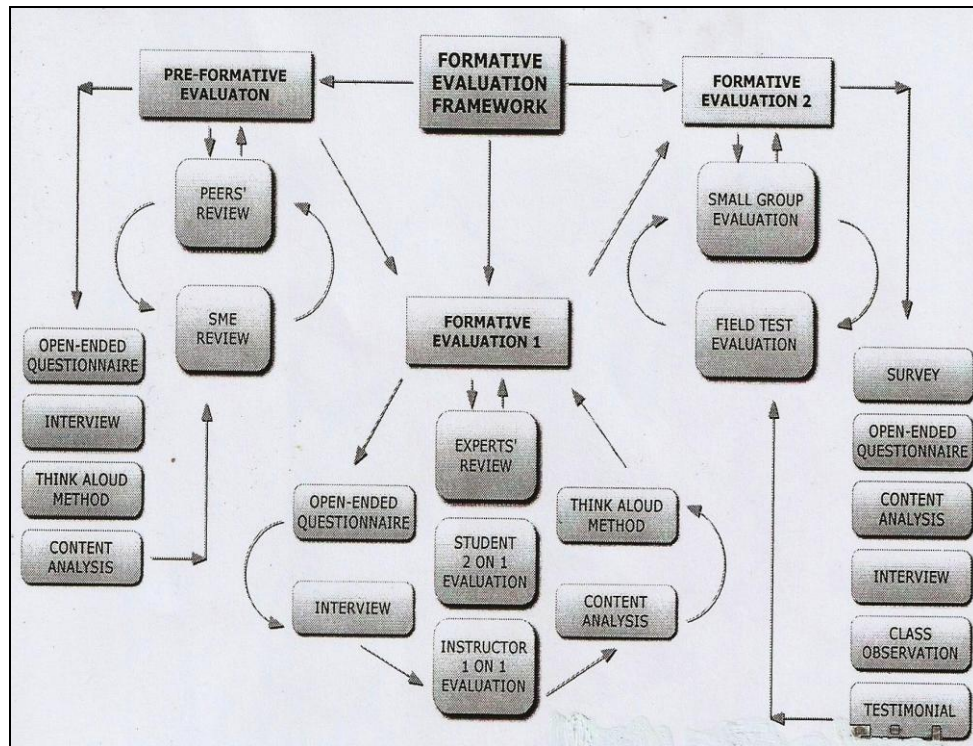 FORMATIVE
EVALUATION
FRAMEWORK
PRE-FORMATIVE
EVALUATON
PEERS'
REVIEW
SME
REVIEW
OPEN-ENDED
QUESTIONNAIRE
INTERVIEW
THINK ALOUD
METHOD
CONTENT
ANALYSIS
FORMATIVE
EVALUATION 1
EXPERTS'
REVIEW
STUDENT
2 ON 1
EVALUATION
INSTRUCTOR
1 ON 1
EVALUATION
OPEN-ENDED
QUESTIONNAIRE
INTERVIEW
THINK ALOUD
METHOD
CONTENT
ANALYSIS
FORMATIVE
EVALUATION 2
SMALL GROUP
EVALUATION
FIELD TEST
EVALUATION
SURVEY
OPEN-ENDED
QUESTIONNAIRE
CONTENT
ANALYSIS
INTERVIEW
CLASS
OBSERVATION
TESTIMONIAL